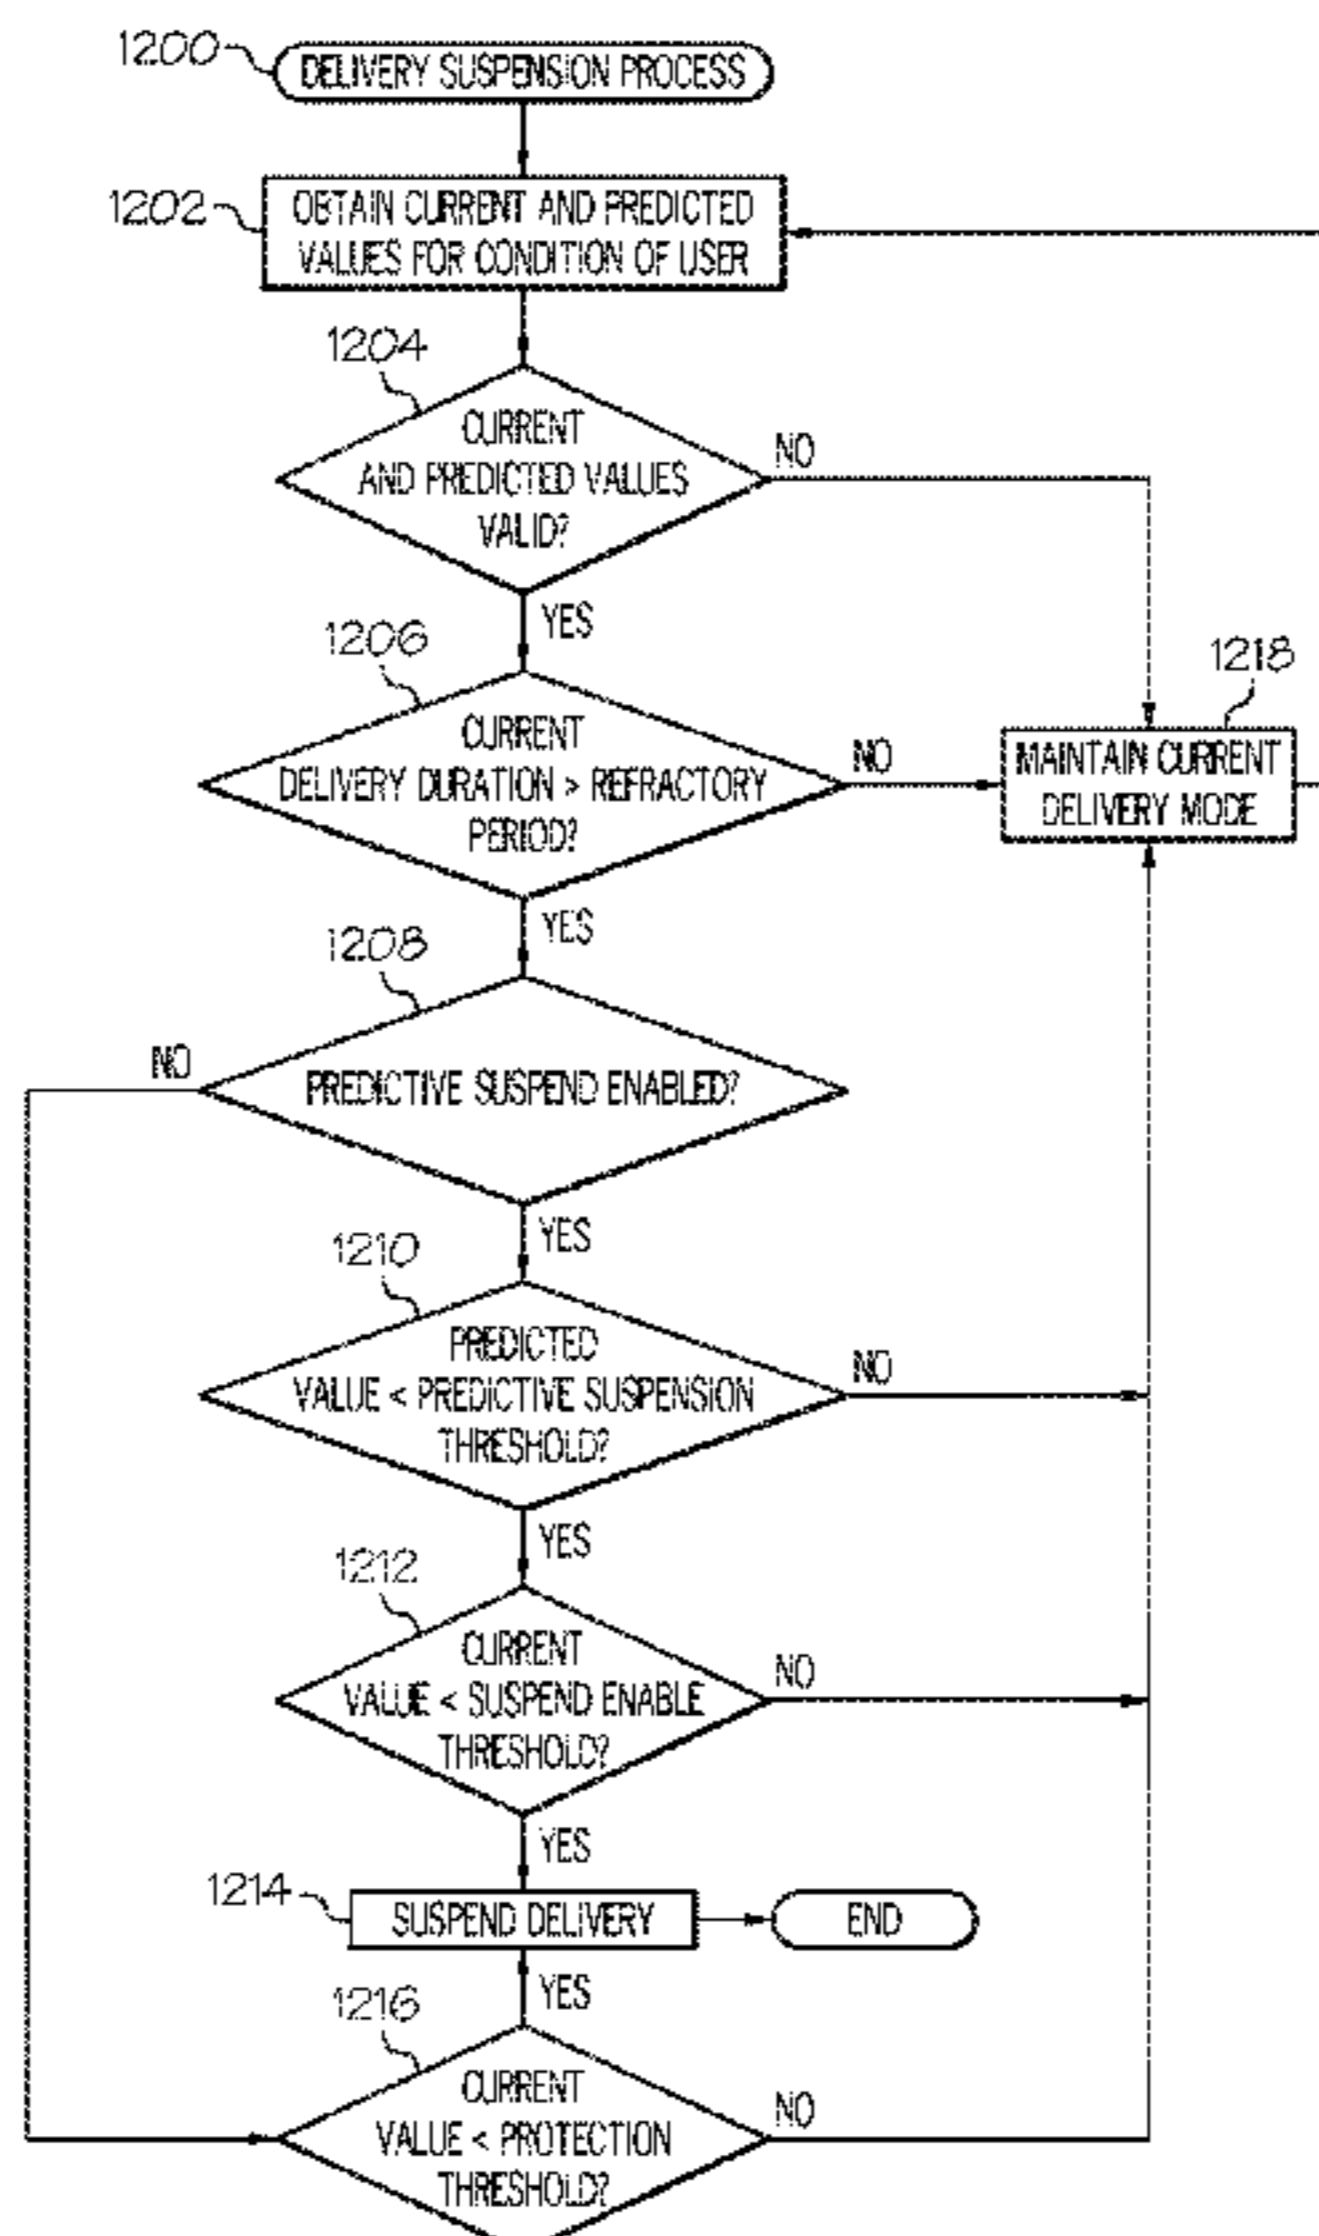 1200
DELIVERY SUSPENSION PROCESS
1202
OBTAIN CURRENT AND PREDICTED
VALUES FOR CONDITION OF USER
1204
CURRENT
AND PREDICTED VALUES
VALID?
NO
YES
1206
CURRENT
DELIVERY DURATION > REFRACTORY
PERIOD?
NO
1218
MAINTAIN CURRENT
DELIVERY MODE
YES
1208
NO
PREDICTIVE SUSPEND ENABLED?
YES
1210
PREDICTED
VALUE < PREDICTIVE SUSPENSION
THRESHOLD?
NO
YES
1212
CURRENT
VALUE < SUSPEND ENABLE
THRESHOLD?
NO
YES
1214
SUSPEND DELIVERY
END
YES
1216
CURRENT
VALUE < PROTECTION
THRESHOLD?
NO